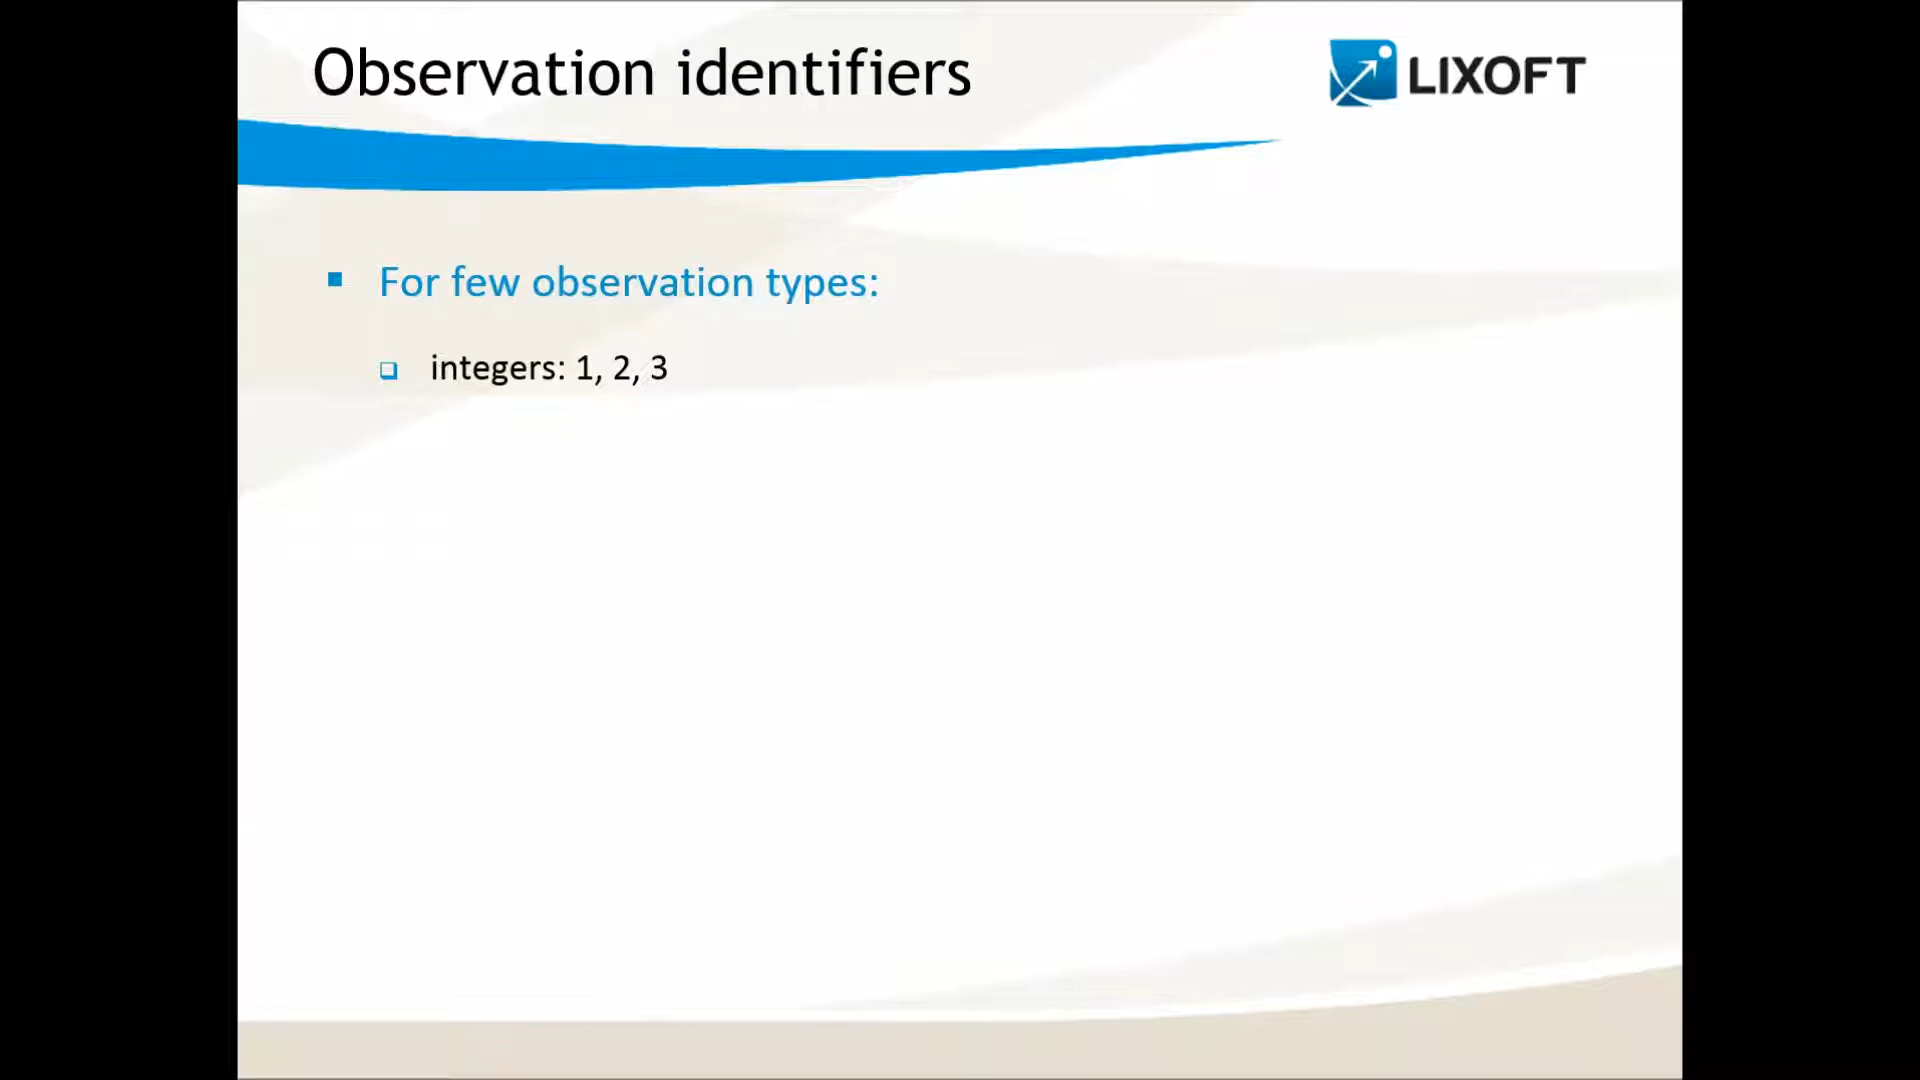 Observation identifiers
LIXOFT
For few observation types:
integers: 1, 2, 3